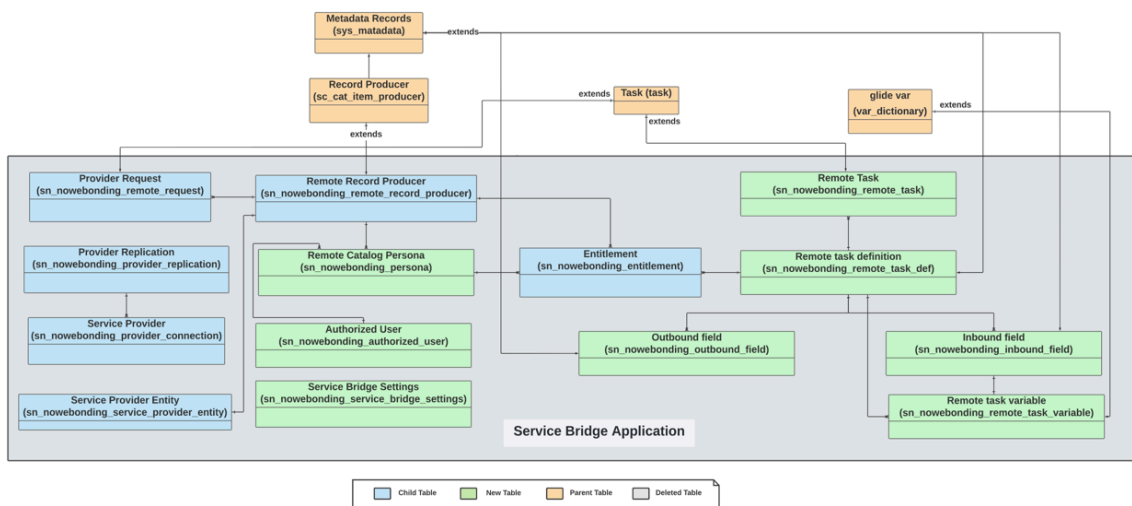 Metadata Records
(sys_matadata)
extends
Record Producer
(sc_cat_item_producer)
extends
Task (task)
extends
glide var
(var_dictionary)
extends
extends
Provider Request
(sn_nowebonding_remote_request)
Remote Record Producer
(sn_nowebonding_remote_record_producer)
Remote Task
(sn_nowebonding_remote_task)
Provider Replication
(sn_nowebonding_provider_replication)
Remote Catalog Persona
(sn_nowebonding_persona)
Entitlement
(sn_nowebonding_entitlement)
Remote task definition
(sn_nowebonding_remote_task_def)
Service Provider
(sn_nowebonding_provider_connection)
Authorized User
(sn_nowebonding_authorized_user)
Outbound field
(sn_nowebonding_outbound_field)
Inbound field
(sn_nowebonding_inbound_field)
Service Provider Entity
(sn_nowebonding_service_provider_entity)
Service Bridge Settings
(sn_nowebonding_service_bridge_settings)
Remote task variable
(sn_nowebonding_remote_task_variable)
Service Bridge Application
Child Table
New Table
Parent Table
Deleted Table